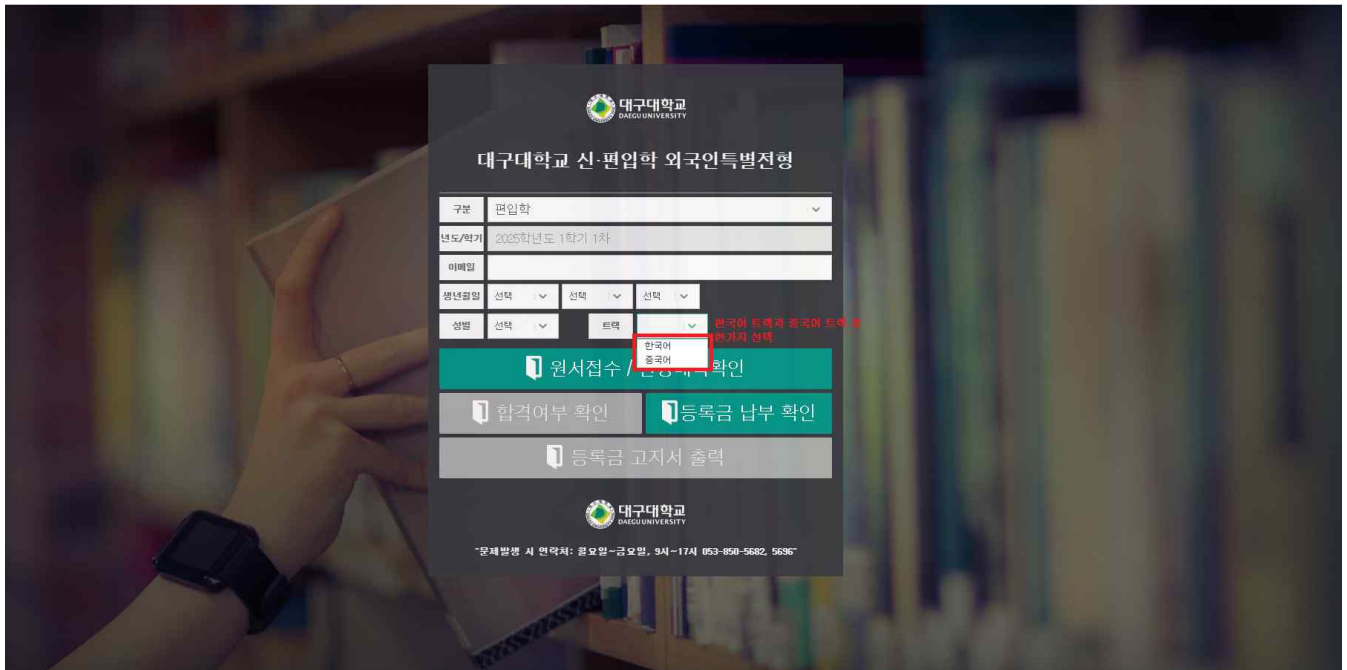 대구대학교
DAEGU UNIVERSITY
대구대학교 신·편입학 외국인특별전형
구분 편입학
년도/학기 2025학년도 1학기 1차
이메일
생년월일 선택 선택 선택
성별 선택 트랙
한국어 트랙과 중국어 트랙
한가지 선택
한국어
중국어
원서접수 /
확인
합격여부 확인
등록금 납부 확인
등록금 고지서 출력
대구대학교
DAEGU UNIVERSITY
"문제발생 시 연락처: 월요일~금요일, 9시~17시 053-850-5682, 5696"